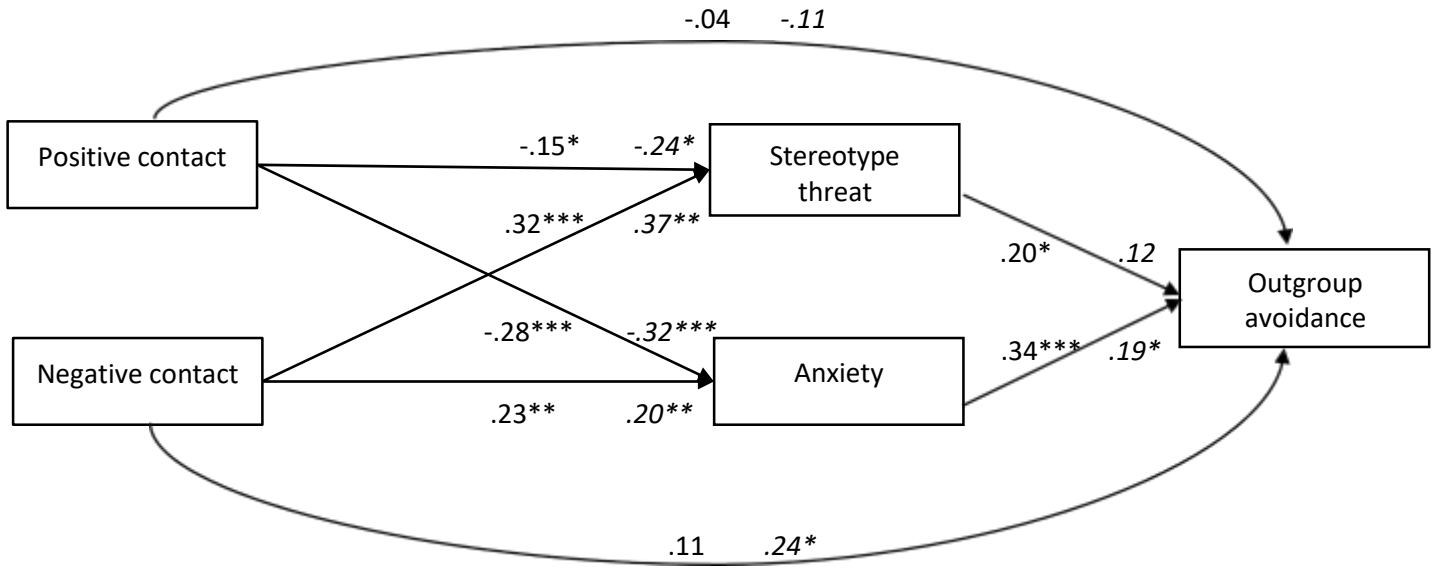 -.04 -.11
Positive contact
-.15* -.24*
Stereotype
threat
.32*** .37**
.20* .12
Outgroup
avoidance
-.28*** -.32***
.34*** .19*
Negative contact
Anxiety
.23** .20**
.11 .24*